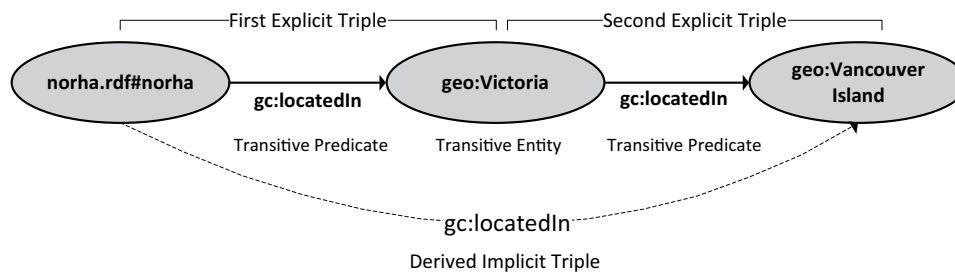 First Explicit Triple
Second Explicit Triple
norha.rdf#norha
gc:locatedIn
geo:Victoria
gc:locatedIn
geo:Vancouver
Island
Transitive Predicate
Transitive Entity
Transitive Predicate
gc:locatedIn
Derived Implicit Triple